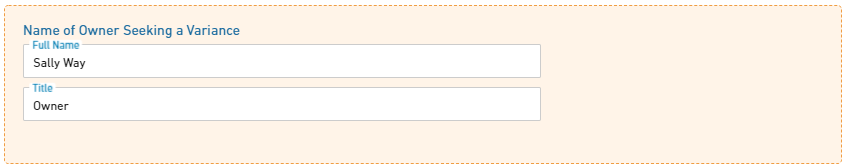 Name of Owner Seeking a Variance
Full Name
Sally Way
Title
Owner